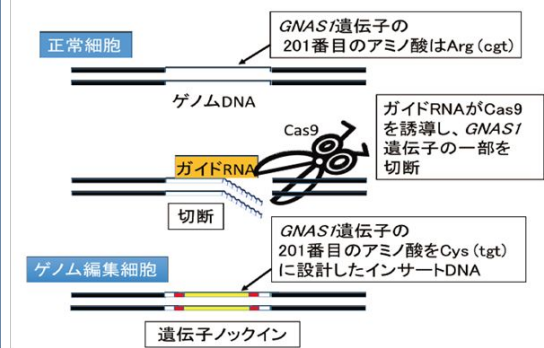 GNAS1遺伝子の
201番目のアミノ酸はArg(cgt)
正常細胞
ゲノムDNA
Cas9
ガイドRNAがCas9
を誘導し、GNAS1
遺伝子の一部を
切断
ガイドRNA
切断
GNAS1遺伝子の
201番目のアミノ酸をCys(tgt)
に設計したインサートDNA
ゲノム編集細胞
遺伝子ノックイン